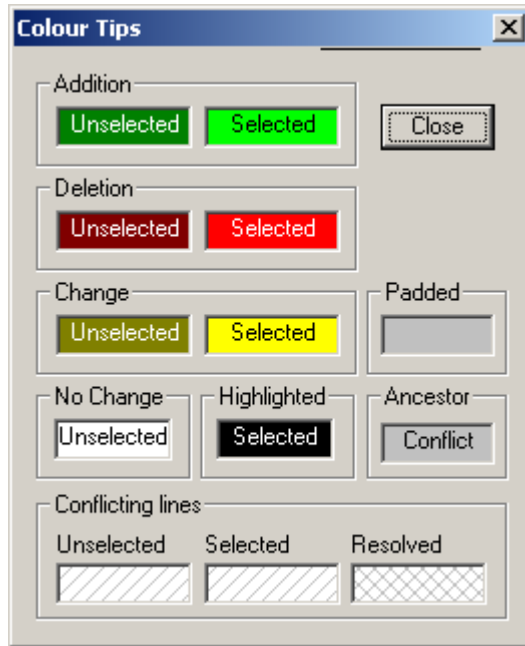 Colour Tips
Addition
Unselected Selected
Close
Deletion
Unselected Selected
Change Padded
Unselected Selected
No Change Highlighted Ancestor
Unselected Selected Conflict
Conflicting lines
Unselected Selected Resolved